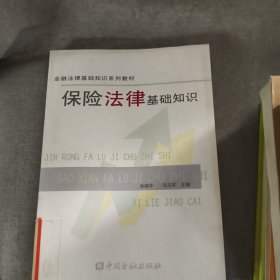 金融法律基础知识系列教材
保险法律基础知识
JIN RONG FA LU JI CHU ZHI SHI
BAO XIAN FA LU JI CHU ZHI SHI
XI LIE JIAO CAI
主编
中国金融出版社